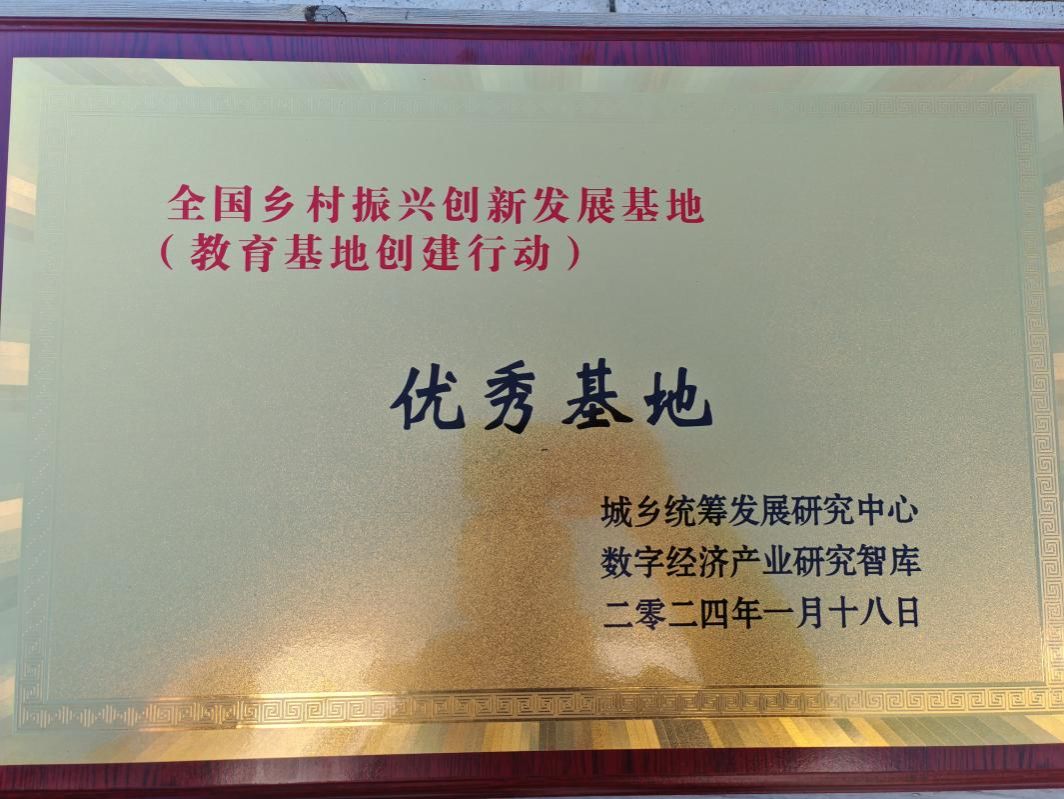 全国乡村振兴创新发展基地
（教育基地创建行动）
优秀基地
城乡统筹发展研究中心
数字经济产业研究智库
二零二四年一月十八日